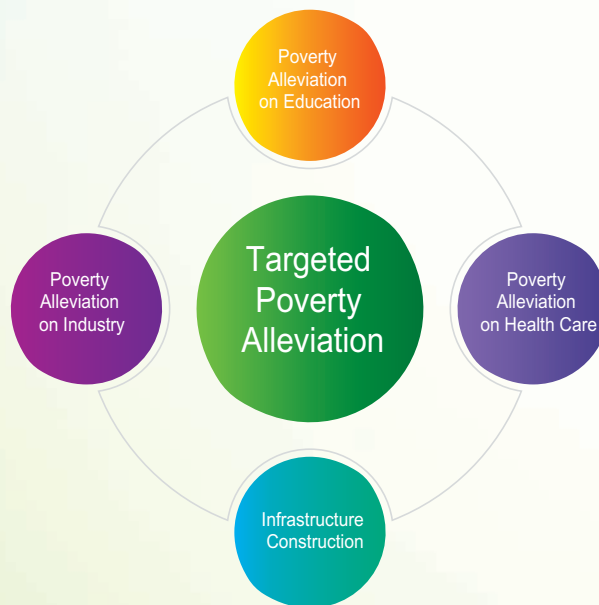 Poverty
Alleviation
on Education
Poverty
Alleviation
on Industry
Targeted
Poverty
Alleviation
Poverty
Alleviation
on Health Care
Infrastructure
Construction